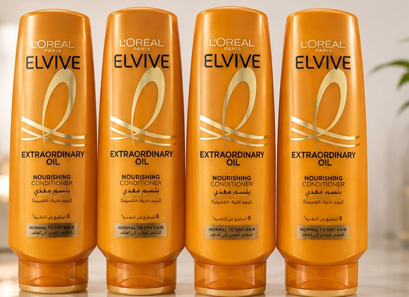 L'ORÉAL
PARIS
ELVIVE
EXTRAORDINARY
OIL
NOURISHING
CONDITIONER
بلسم مغذي
NORMAL TO DRY HAIR
L'ORÉAL
PARIS
ELVIVE
EXTRAORDINARY
OIL
NOURISHING
CONDITIONER
بلسم مغذي
NORMAL TO DRY HAIR
L'ORÉAL
PARIS
ELVIVE
EXTRAORDINARY
OIL
NOURISHING
CONDITIONER
بلسم مغذي
NORMAL TO DRY HAIR
L'ORÉAL
PARIS
ELVIVE
EXTRAORDINARY
OIL
NOURISHING
CONDITIONER
بلسم مغذي
NORMAL TO DRY HAIR